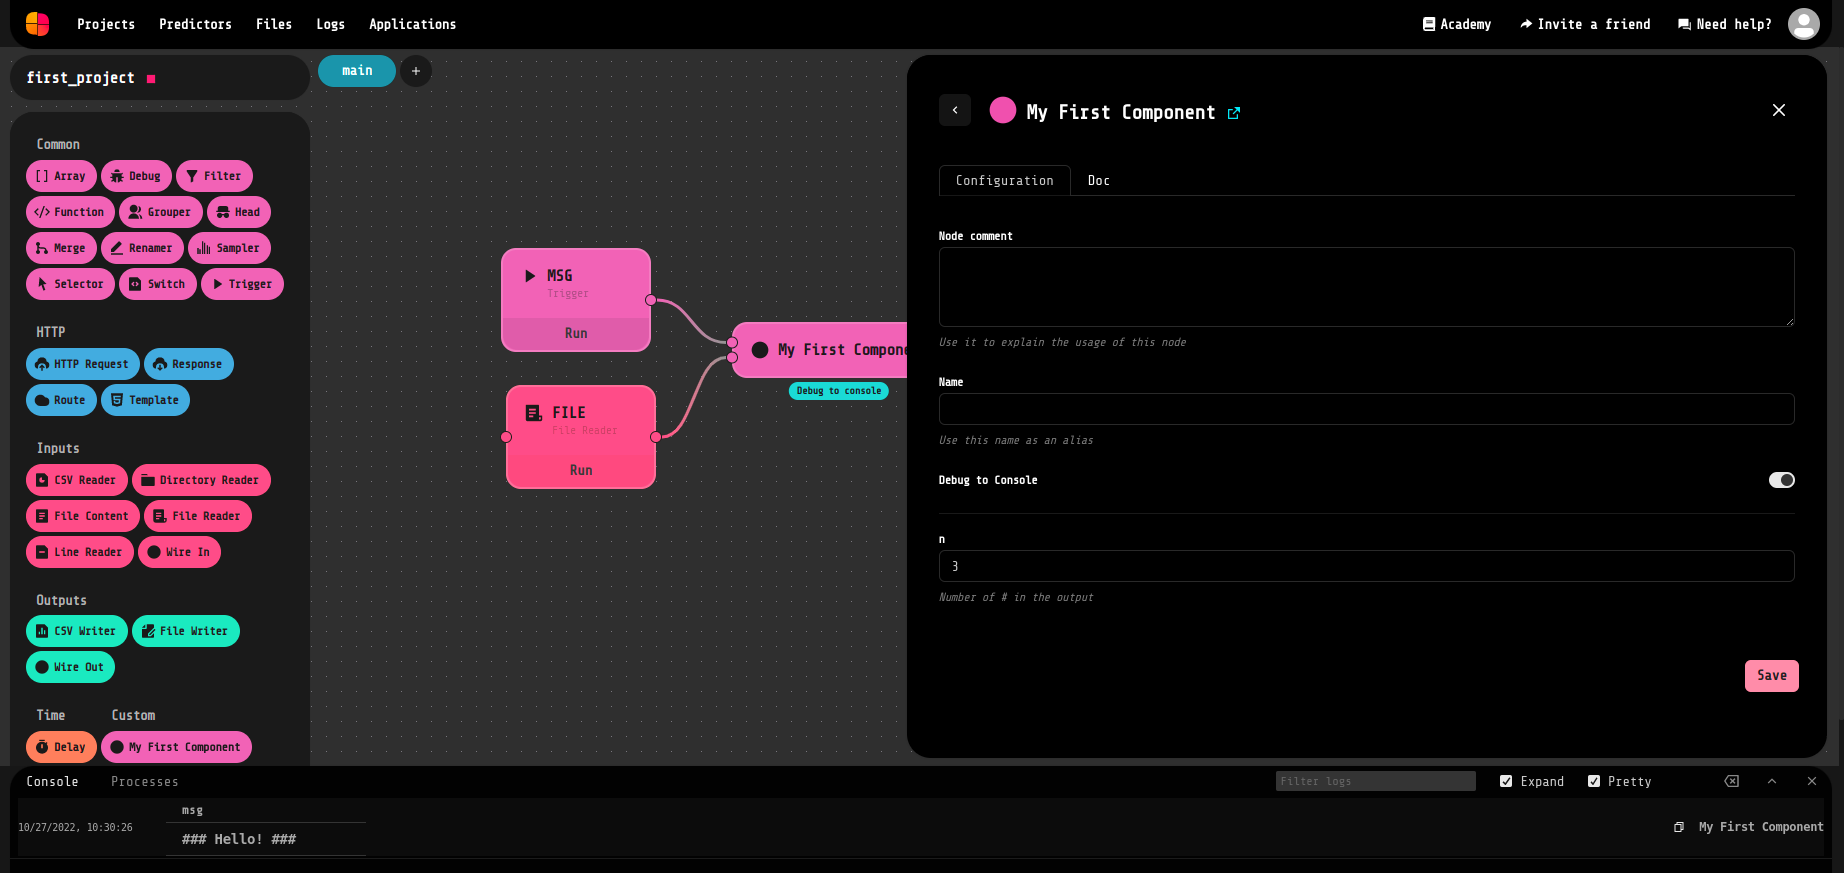 Projects Predictors Files Logs Applications Academy Invite a friend Need help?
first_project
main +
Common
[] Array Debug Filter
</> Function Grouper Head
Merge Renamer Sampler
Selector Switch Trigger
HTTP
HTTP Request Response
Route Template
Inputs
CSV Reader Directory Reader
File Content File Reader
Line Reader Wire In
Outputs
CSV Writer File Writer
Wire Out
Time Custom
Delay My First Component
MSG
Trigger
Run
FILE
File Reader
Run
My First Compone
Debug to console
My First Component
Configuration Doc
Node comment
Use it to explain the usage of this node
Name
Use this name as an alias
Debug to Console
n
3
Number of # in the output
Save
Console Processes Filter logs Expand Pretty
msg
10/27/2022, 10:30:26 My First Component
### Hello! ###